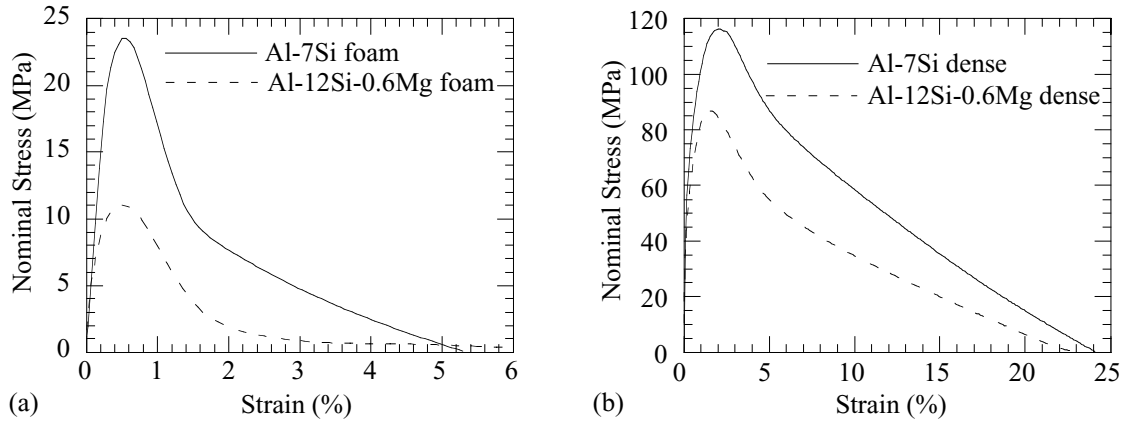 25
20
15
10
5
0
Nominal Stress (MPa)
Al-7Si foam
Al-12Si-0.6Mg foam
0 1 2 3 4 5 6
(a)
Strain (%)
120
100
80
60
40
20
0
Nominal Stress (MPa)
Al-7Si dense
Al-12Si-0.6Mg dense
0 5 10 15 20 25
(b)
Strain (%)